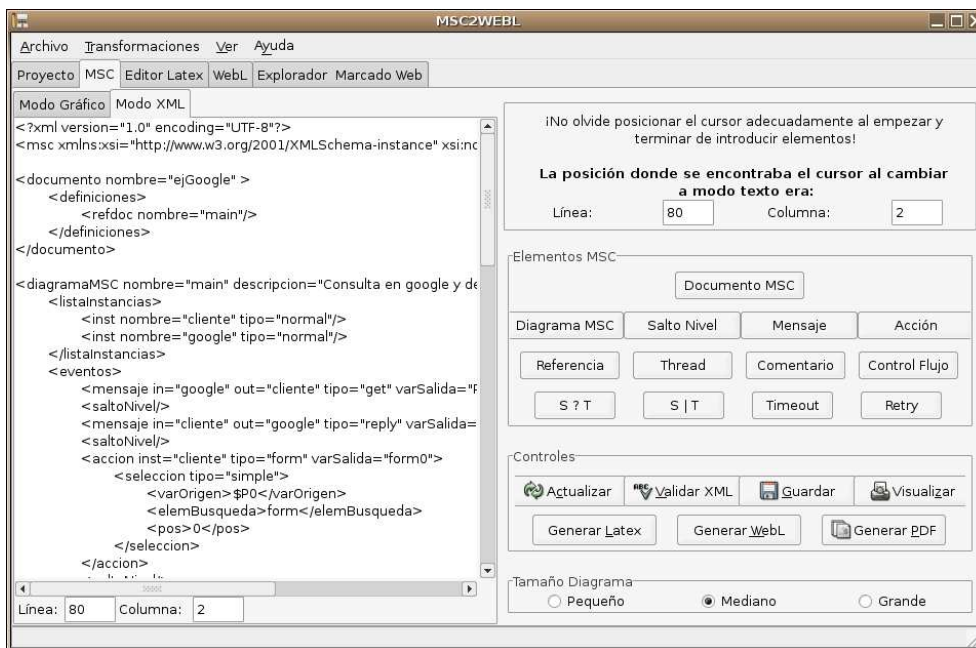 MSC2WEBL
Archivo Transformaciones Ver Ayuda
Proyecto MSC Editor Latex WebL Explorador Marcado Web
Modo Gráfico Modo XML
<?xml version="1.0" encoding="UTF-8"?>
<msc xmlns:xsi="http://www.w3.org/2001/XMLSchema-instance" xsi:nc
<documento nombre="ejGoogle" >
<definiciones>
<refdoc nombre="main"/>
</definiciones>
</documento>
<diagramaMSC nombre="main" descripcion="Consulta en google y de
<listaInstancias>
<inst nombre="cliente" tipo="normal"/>
<inst nombre="google" tipo="normal"/>
</listaInstancias>
<eventos>
<mensaje in="google" out="cliente" tipo="get" varSalida="P
<saltoNivel/>
<mensaje in="cliente" out="google" tipo="reply" varSalida=
<saltoNivel/>
<accion inst="cliente" tipo="form" varSalida="form0">
<seleccion tipo="simple">
<varOrigen>$P0</varOrigen>
<elemBusqueda>form</elemBusqueda>
<pos>0</pos>
</seleccion>
</accion>
Línea: 80 Columna: 2
¡No olvide posicionar el cursor adecuadamente al empezar y
terminar de introducir elementos!
La posición donde se encontraba el cursor al cambiar
a modo texto era:
Línea: 80 Columna: 2
Elementos MSC
Documento MSC
Diagrama MSC Salto Nivel Mensaje Acción
Referencia Thread Comentario Control Flujo
S ? T S | T Timeout Retry
Controles
Actualizar ABC Validar XML Guardar Visualizar
Generar Latex Generar WebL Generar PDF
Tamaño Diagrama
Pequeño Mediano Grande